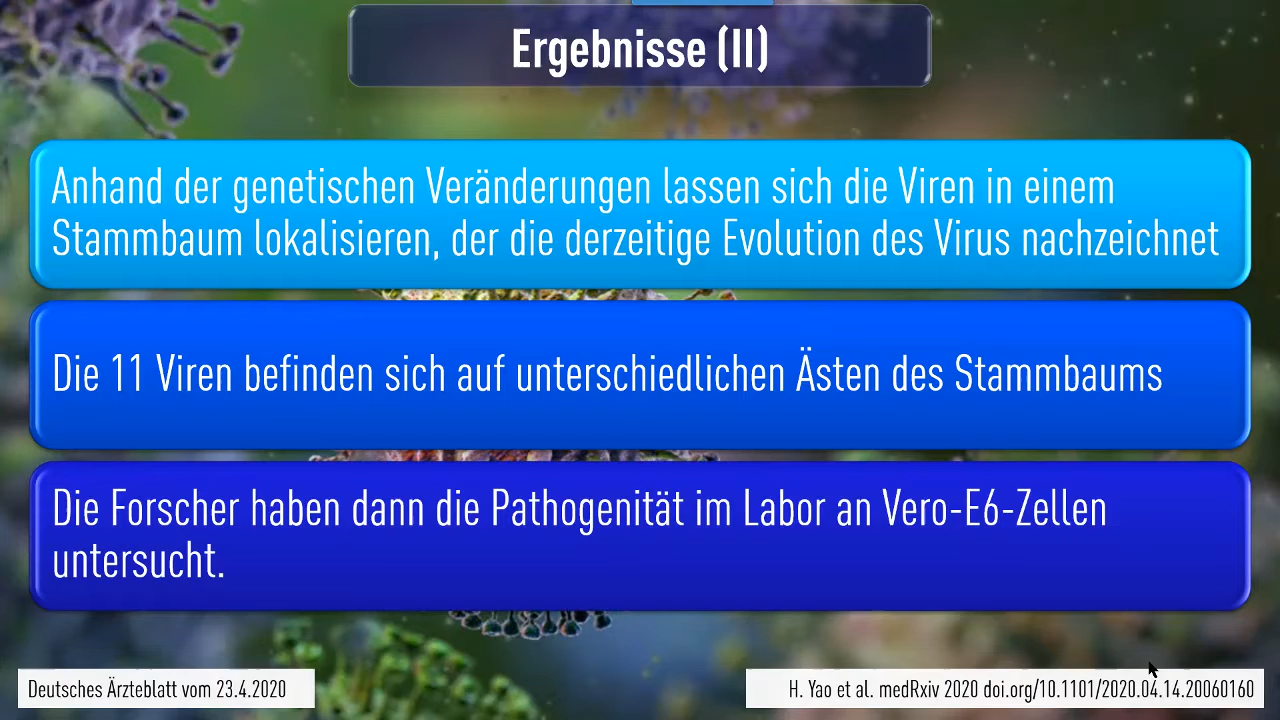 Ergebnisse (II)
Anhand der genetischen Veränderungen lassen sich die Viren in einem
Stammbaum lokalisieren, der die derzeitige Evolution des Virus nachzeichnet
Die 11 Viren befinden sich auf unterschiedlichen Ästen des Stammbaums
Die Forscher haben dann die Pathogenität im Labor an Vero-E6-Zellen
untersucht.
Deutsches Ärzteblatt vom 23.4.2020
H. Yao et al. medRxiv 2020 doi.org/10.1101/2020.04.14.20060160